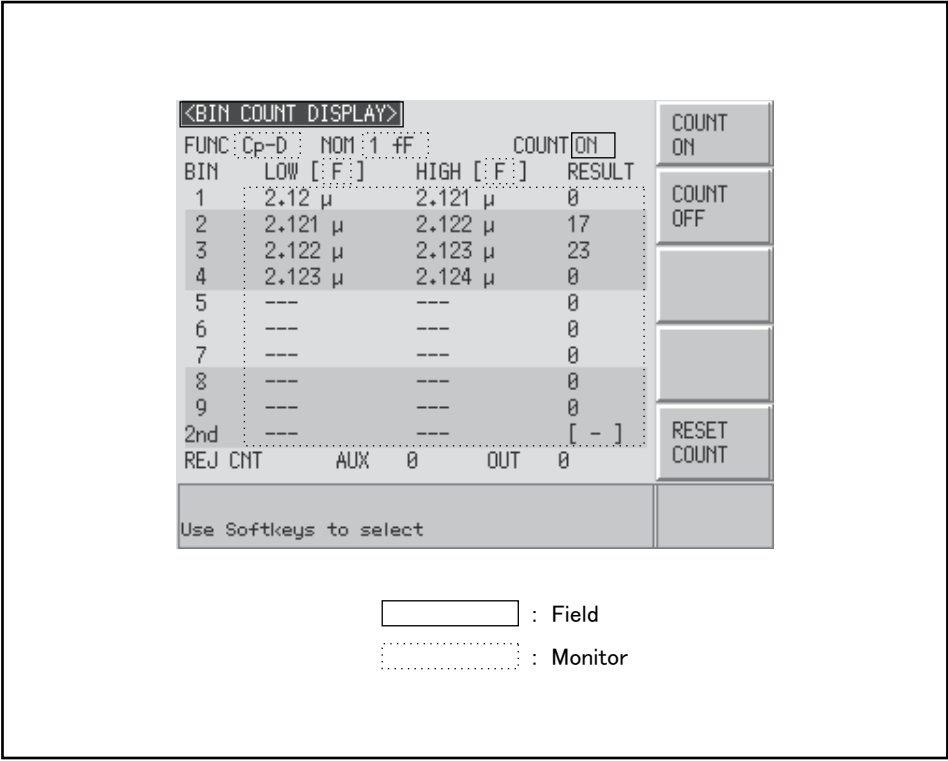 <BIN COUNT DISPLAY>
FUNC Cp-D NOM 1 fF COUNT ON
BIN LOW [ F ] HIGH [ F ] RESULT
1 2.12 µ 2.121 µ 0
2 2.121 µ 2.122 µ 17
3 2.122 µ 2.123 µ 23
4 2.123 µ 2.124 µ 0
5 --- --- 0
6 --- --- 0
7 --- --- 0
8 --- --- 0
9 --- --- 0
2nd --- --- [ - ]
REJ CNT AUX 0 OUT 0
Use Softkeys to select
COUNT
ON
COUNT
OFF
RESET
COUNT
: Field
: Monitor